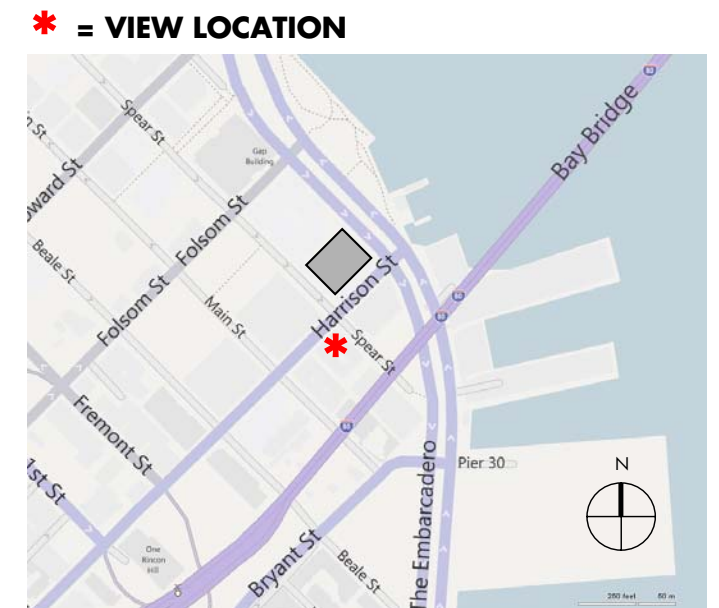 * = VIEW LOCATION
Spear St
n St
Gap
Building
ward St
Bay Bridge
Folsom St
Beale St
Harrison St
Main St
Folsom St
Spear St
Fremont St
1st St
The Embarcadero
Pier 30
N
One
Rincon
Hill
Bryant St
Beale St
250 feet 50 m